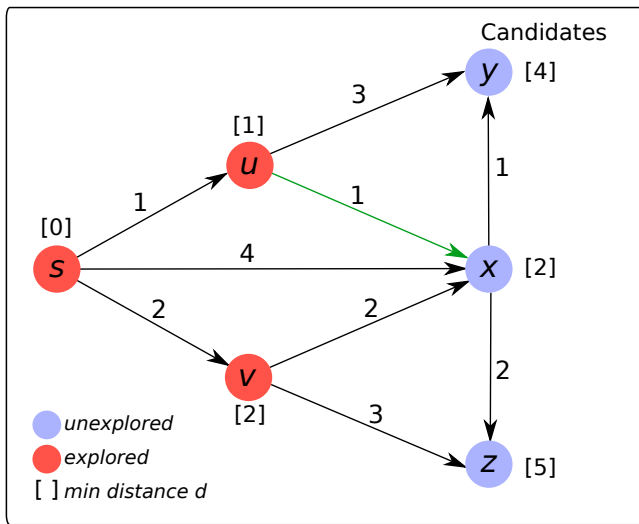 Candidates
y [4]
3
[1]
u
1
1
1
[0]
s
4
x [2]
2
2
2
v
[2]
3
z [5]
unexplored
explored
[ ] min distance d